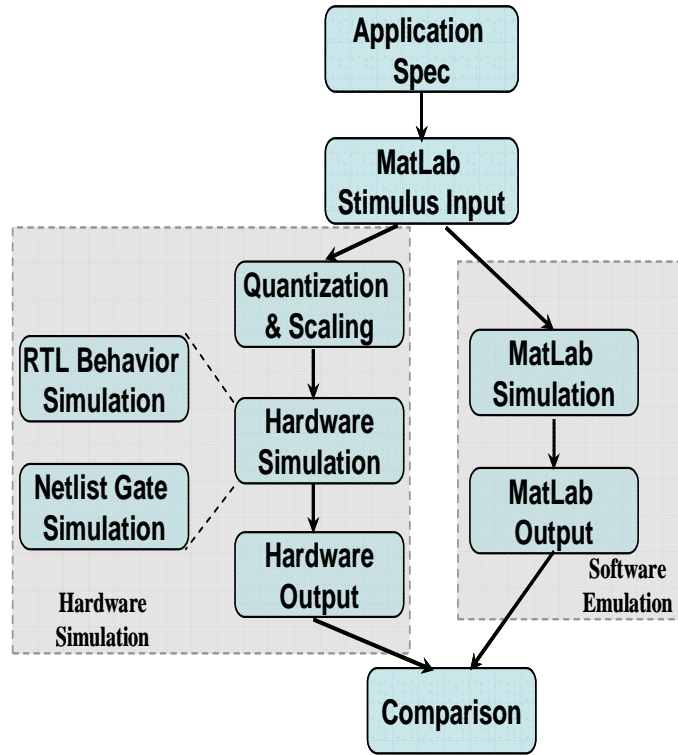 Application
Spec
MatLab
Stimulus Input
Quantization
& Scaling
RTL Behavior
Simulation
Hardware
Simulation
Netlist Gate
Simulation
Hardware
Output
Hardware
Simulation
MatLab
Simulation
MatLab
Output
Software
Emulation
Comparison